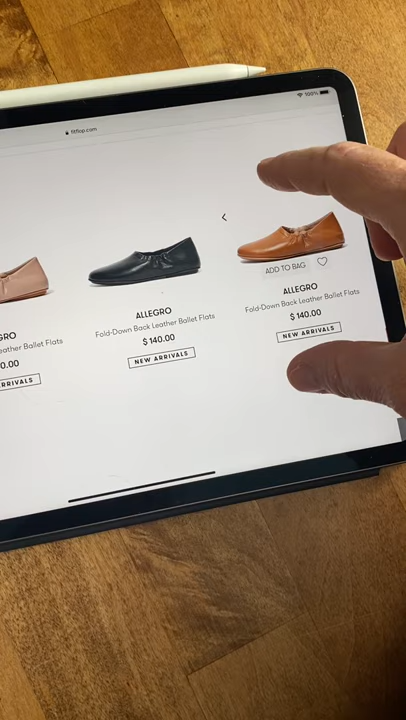 100%
fitflop.com
<
ADD TO BAG
GRO
eather Ballet Flats
0.00
RRIVALS
ALLEGRO
Fold-Down Back Leather Ballet Flats
$140.00
NEW ARRIVALS
ALLEGRO
Fold-Down Back Leather Ballet Flats
$140.00
NEW ARRIVALS